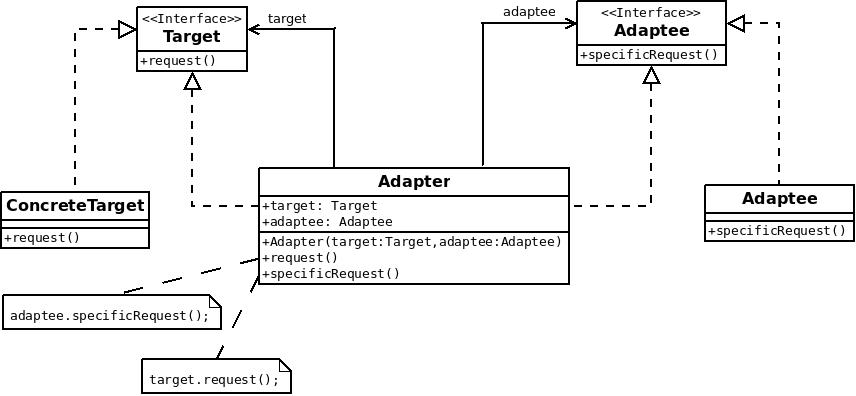 <<Interface>>
Target
+request()
target
adaptee
<<Interface>>
Adaptee
+specificRequest()
ConcreteTarget
+request()
Adapter
+target: Target
+adaptee: Adaptee
+Adapter(target:Target,adaptee:Adaptee)
+request()
+specificRequest()
Adaptee
+specificRequest()
adaptee.specificRequest();
target.request();